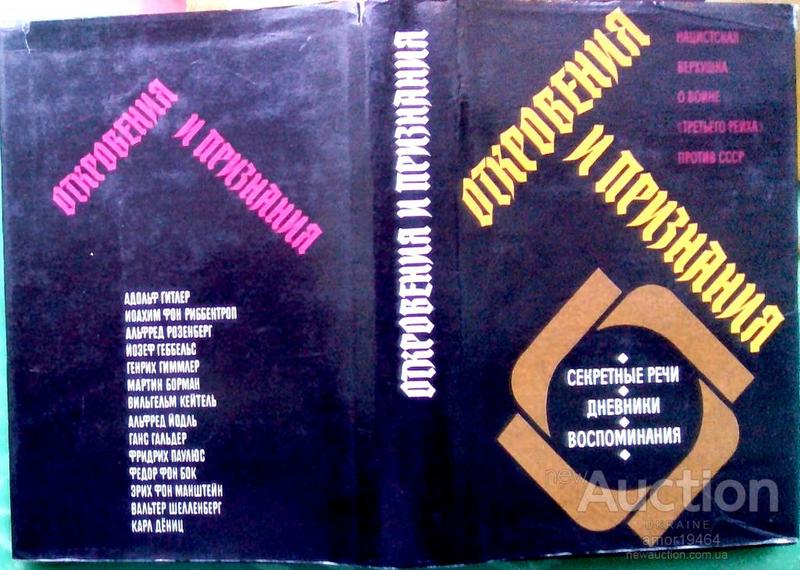 ОТКРОВЕНИЯ
И ПРИЗНАНИЯ
АДОЛЬФ ГИТЛЕР
ИОАХИМ ФОН РИББЕНТРОП
АЛЬФРЕД РОЗЕНБЕРГ
ЙОЗЕФ ГЕББЕЛЬС
ГЕНРИХ ГИММЛЕР
МАРТИН БОРМАН
ВИЛЬГЕЛЬМ КЕЙТЕЛЬ
АЛЬФРЕД ЙОДЛЬ
ГАНС ГАЛЬДЕР
ФРИДРИХ ПАУЛЮС
ФЕДОР ФОН БОК
ЭРИХ ФОН МАНШТЕЙН
ВАЛЬТЕР ШЕЛЛЕНБЕРГ
КАРЛ ДЁНИЦ
ОТКРОВЕНИЯ И ПРИЗНАНИЯ
ОТКРОВЕНИЯ
И ПРИЗНАНИЯ
НАЦИСТСКАЯ
ВЕРХУШКА
О ВОЙНЕ
«ТРЕТЬЕГО РЕЙХА»
ПРОТИВ СССР
СЕКРЕТНЫЕ РЕЧИ
ДНЕВНИКИ
ВОСПОМИНАНИЯ
newAuction
UKRAINE
amor19464
newauction.com.ua